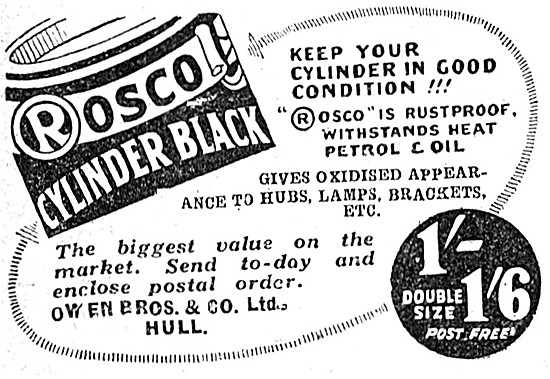 ROSCO
CYLINDER BLACK
KEEP YOUR
CYLINDER IN GOOD
CONDITION !!!
"ROSCO" IS RUSTPROOF,
WITHSTANDS HEAT
PETROL & OIL
GIVES OXIDISED APPEAR-
ANCE TO HUBS, LAMPS, BRACKETS,
ETC.
The biggest value on the
market. Send to-day and
enclose postal order.
OWEN BROS. & CO. Ltd.,
HULL.
1/-
DOUBLE
SIZE 1/6
POST FREE